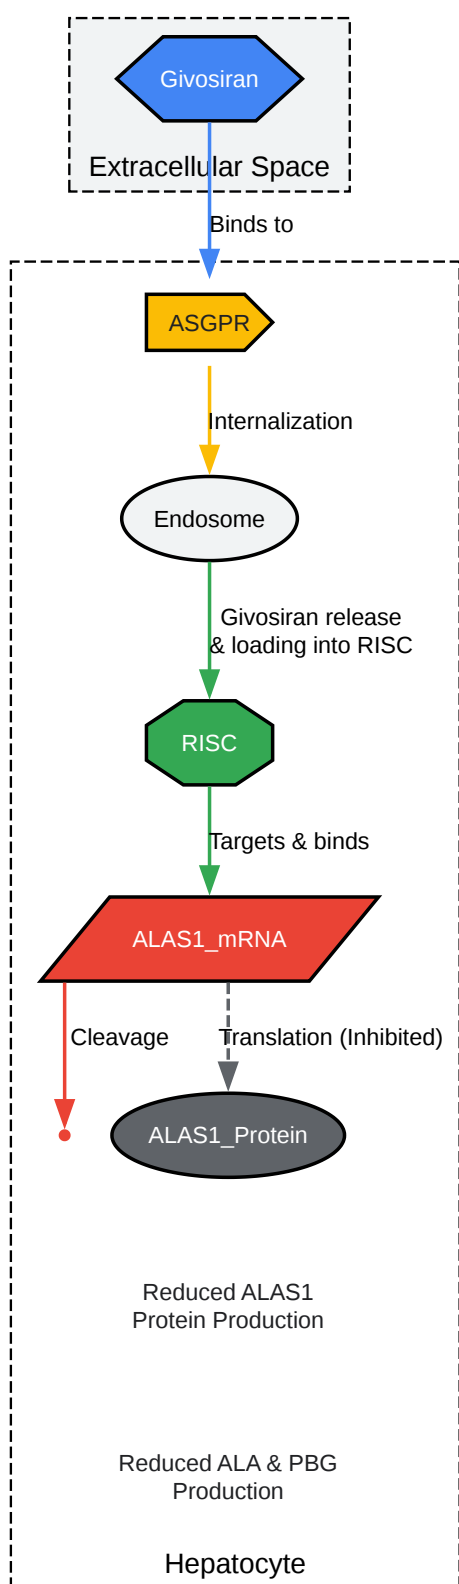 Givosiran
Extracellular Space
Binds to
ASGPR
Internalization
Endosome
Givosiran release
& loading into RISC
RISC
Targets & binds
ALAS1_mRNA
Cleavage
Translation (Inhibited)
ALAS1_Protein
Reduced ALAS1
Protein Production
Reduced ALA & PBG
Production
Hepatocyte